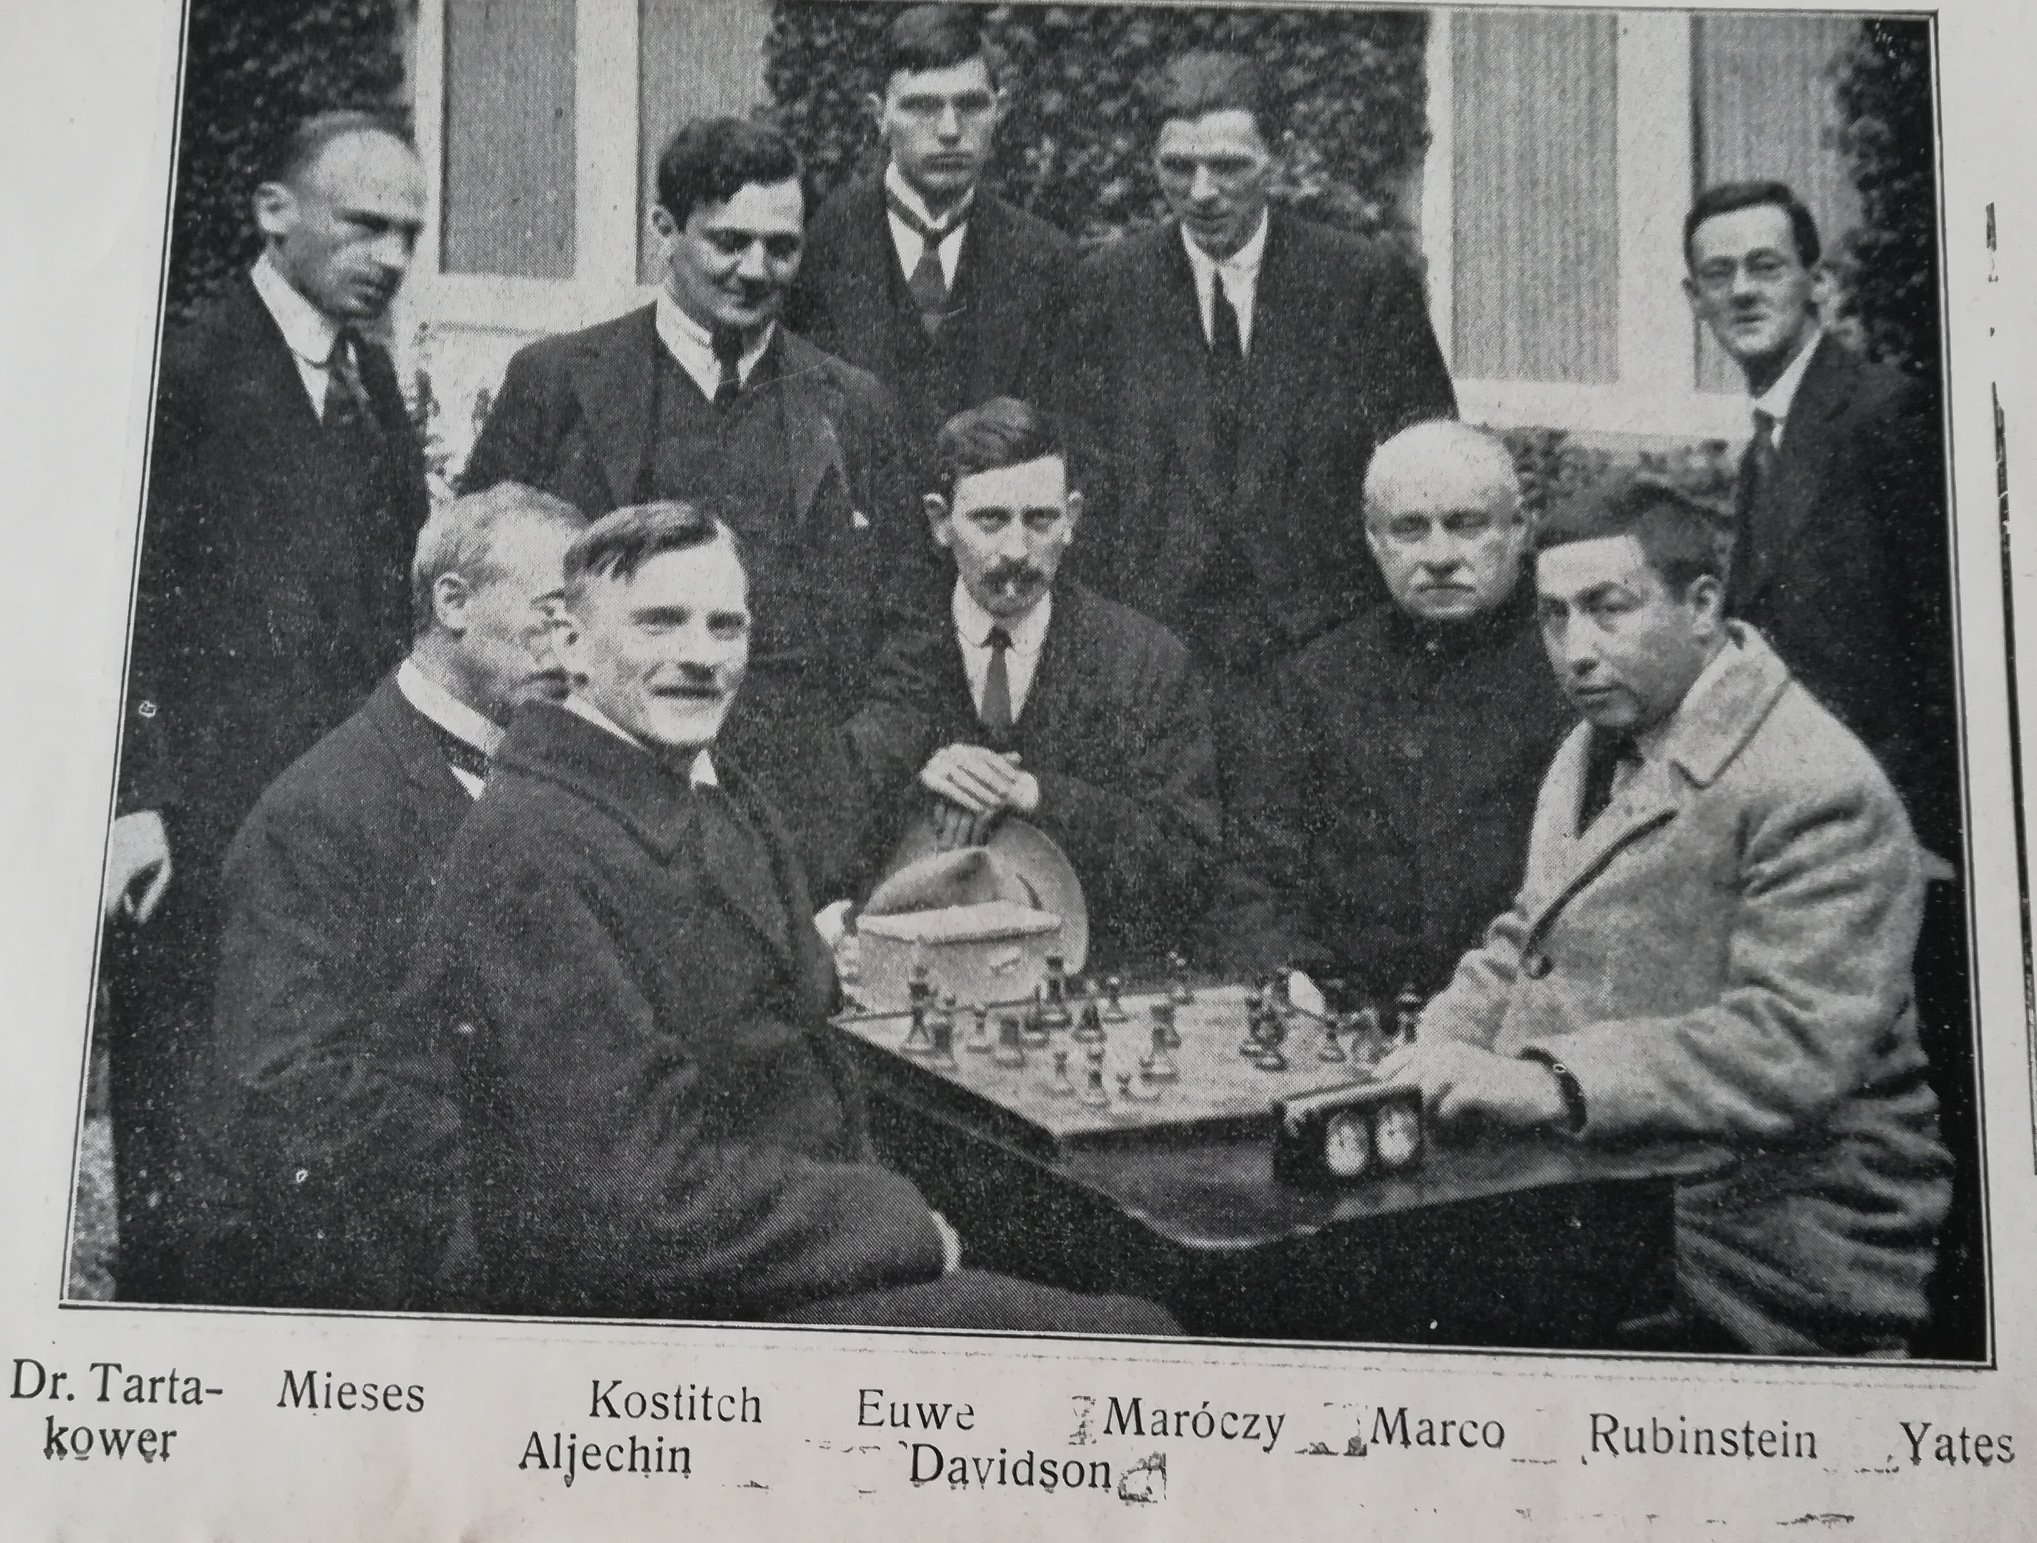 Dr. Tarta- Mieses Kostitch Euwe Maróczy Marco Rubinstein Yates
kower Aljechin Davidson